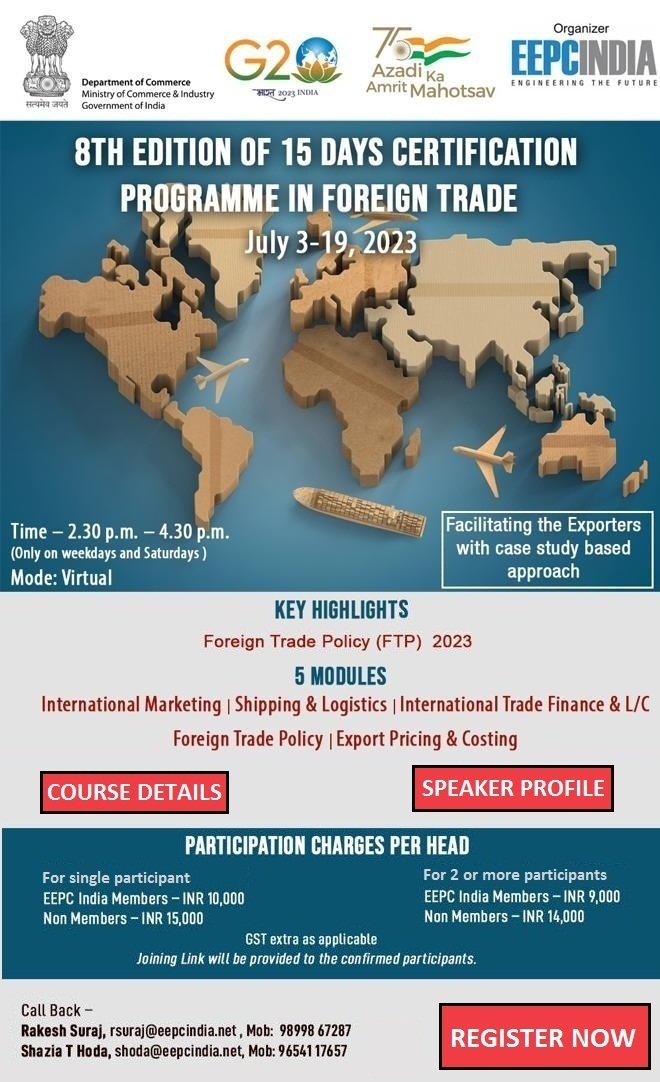 सत्यमेव जयते
Department of Commerce
Ministry of Commerce & Industry
Government of India
G20
भारत 2023 INDIA
75
Azadi Ka
Amrit Mahotsav
Organizer
EEPC INDIA
ENGINEERING THE FUTURE
8TH EDITION OF 15 DAYS CERTIFICATION
PROGRAMME IN FOREIGN TRADE
July 3-19, 2023
Time – 2.30 p.m. – 4.30 p.m.
(Only on weekdays and Saturdays )
Mode: Virtual
Facilitating the Exporters
with case study based
approach
KEY HIGHLIGHTS
Foreign Trade Policy (FTP) 2023
5 MODULES
International Marketing | Shipping & Logistics | International Trade Finance & L/C
Foreign Trade Policy | Export Pricing & Costing
COURSE DETAILS
SPEAKER PROFILE
PARTICIPATION CHARGES PER HEAD
For single participant
EEPC India Members – INR 10,000
Non Members – INR 15,000
For 2 or more participants
EEPC India Members – INR 9,000
Non Members – INR 14,000
GST extra as applicable
Joining Link will be provided to the confirmed participants.
Call Back –
Rakesh Suraj, rsuraj@eepcindia.net , Mob: 98998 67287
Shazia T Hoda, shoda@eepcindia.net, Mob: 96541 17657
REGISTER NOW